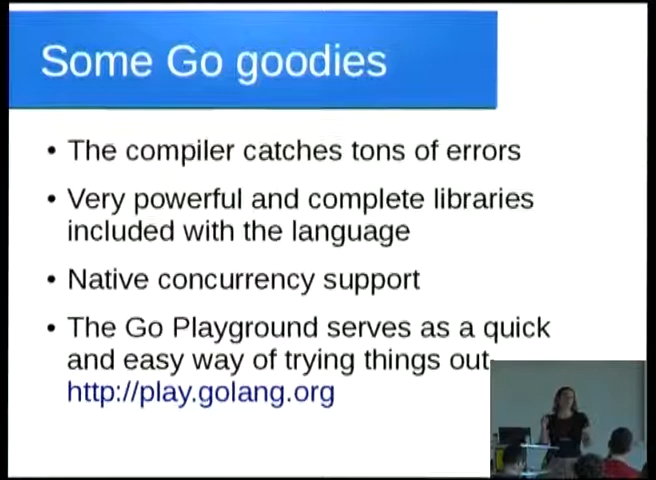 Some Go goodies
• The compiler catches tons of errors
• Very powerful and complete libraries
included with the language
• Native concurrency support
• The Go Playground serves as a quick
and easy way of trying things out
http://play.golang.org